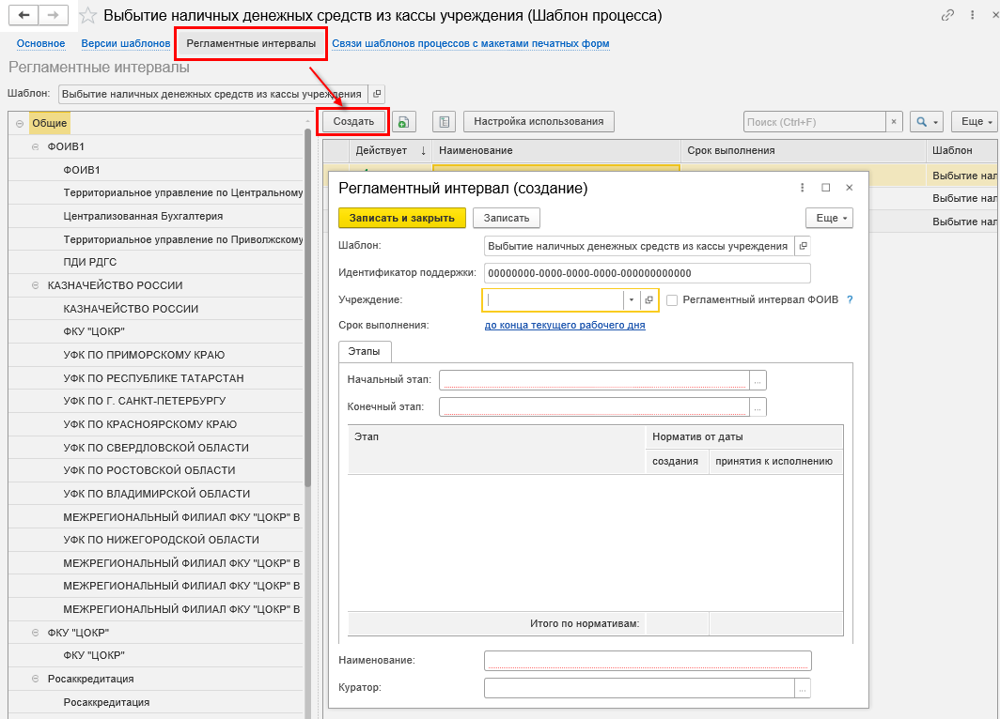 Выбытие наличных денежных средств из кассы учреждения (Шаблон процесса)
Основное Версии шаблонов Регламентные интервалы Связи шаблонов процессов с макетами печатных форм
Регламентные интервалы
Шаблон: Выбытие наличных денежных средств из кассы учреждения
Общие
ФОИВ1
ФОИВ1
Территориальное управление по Центральному
Централизованная Бухгалтерия
Территориальное управление по Приволжскому
ПДИ РДГС
КАЗНАЧЕЙСТВО РОССИИ
КАЗНАЧЕЙСТВО РОССИИ
ФКУ "ЦОКР"
УФК ПО ПРИМОРСКОМУ КРАЮ
УФК ПО РЕСПУБЛИКЕ ТАТАРСТАН
УФК ПО Г. САНКТ-ПЕТЕРБУРГУ
УФК ПО КРАСНОЯРСКОМУ КРАЮ
УФК ПО СВЕРДЛОВСКОЙ ОБЛАСТИ
УФК ПО РОСТОВСКОЙ ОБЛАСТИ
УФК ПО ВЛАДИМИРСКОЙ ОБЛАСТИ
МЕЖРЕГИОНАЛЬНЫЙ ФИЛИАЛ ФКУ "ЦОКР" В
УФК ПО НИЖЕГОРОДСКОЙ ОБЛАСТИ
МЕЖРЕГИОНАЛЬНЫЙ ФИЛИАЛ ФКУ "ЦОКР" В
МЕЖРЕГИОНАЛЬНЫЙ ФИЛИАЛ ФКУ "ЦОКР" В
МЕЖРЕГИОНАЛЬНЫЙ ФИЛИАЛ ФКУ "ЦОКР" В
ФКУ "ЦОКР"
ФКУ "ЦОКР"
Росаккредитация
Росаккредитация
Создать Настройка использования Поиск (Ctrl+F) × Еще
Действует ↓ Наименование Срок выполнения Шаблон
Выбытие нал
Выбытие нал
Выбытие нал
Регламентный интервал (создание)
Записать и закрыть Записать Еще
Шаблон: Выбытие наличных денежных средств из кассы учреждения
Идентификатор поддержки: 00000000-0000-0000-0000-000000000000
Учреждение: Регламентный интервал ФОИВ ?
Срок выполнения: до конца текущего рабочего дня
Этапы
Начальный этап: ...
Конечный этап: ...
Этап Норматив от даты
создания принятия к исполнению
Итого по нормативам:
Наименование:
Куратор: ...